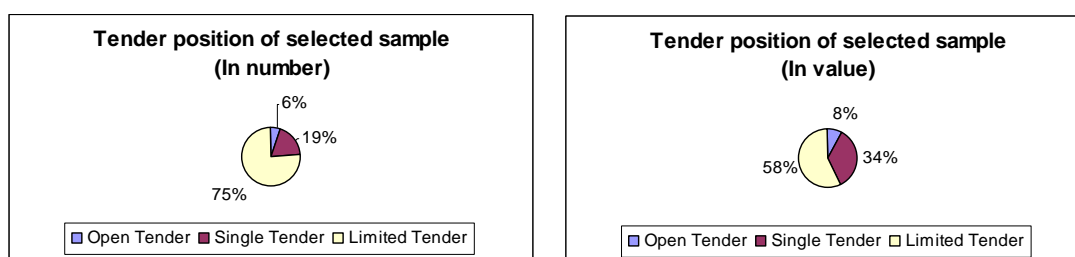 Tender position of selected sample
(In number)
6%
19%
75%
Open Tender Single Tender Limited Tender
Tender position of selected sample
(In value)
8%
34%
58%
Open Tender Single Tender Limited Tender